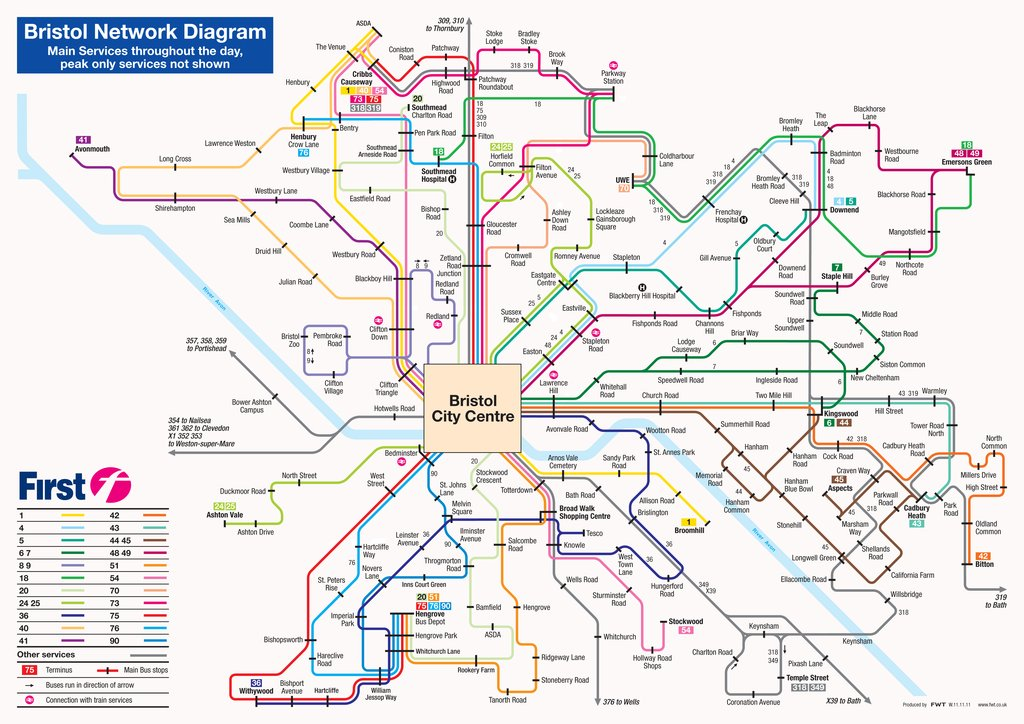 Bristol Network Diagram
Main Services throughout the day,
peak only services not shown
ASDA
309, 310
to Thornbury
The Venue
Coniston
Road
Patchway
Stoke
Lodge
Bradley
Stoke
Brook
Way
318 319
Parkway
Station
Henbury
Cribbs
Causeway
1 40 54
73 75
318 319
Highwood
Road
Patchway
Roundabout
20
Southmead
Charlton Road
18
75
309
310
18
Bentry
Pen Park Road
Filton
Henbury
Crow Lane
76
Lawrence Weston
Southmead
Arneside Road
18
Southmead
Hospital H
24 25
Horfield
Common
Filton
Avenue
24
25
Coldharbour
Lane
UWE
70
41
Avonmouth
Long Cross
Westbury Village
Shirehampton
Westbury Lane
Eastfield Road
Sea Mills
Coombe Lane
Bishop
Road
20
Gloucester
Road
Ashley
Down
Road
Lockleaze
Gainsborough
Square
18
318
319
4
318
18
319
Frenchay
Hospital H
Bromley
Heath
The
Leap
Blackhorse
Lane
Badminton
Road
4
18
48
Westbourne
Road
18
48 49
Emersons Green
Bromley
Heath Road
318
319
Cleeve Hill
4 5
Downend
Blackhorse Road
Mangotsfield
49
Northcote
Road
Burley
Grove
Druid Hill
Westbury Road
Julian Road
Blackboy Hill
8 9
Zetland
Road
Junction
Redland
Road
Redland
Cromwell
Road
Romney Avenue
Stapleton
4
Gill Avenue
5
Oldbury
Court
Downend
Road
7
Staple Hill
Soundwell
Road
Eastgate
Centre
Blackberry Hill Hospital
H
Sussex
Place
25
5
Eastville
24
4
48
Easton
Stapleton
Road
Fishponds Road
Channons
Hill
Fishponds
Upper
Soundwell
Middle Road
7
Station Road
Soundwell
Siston Common
New Cheltenham
River Avon
357, 358, 359
to Portishead
Bristol
Zoo
Pembroke
Road
8
9
Clifton
Village
Clifton
Down
Clifton
Triangle
Bower Ashton
Campus
Hotwells Road
354 to Nailsea
361 362 to Clevedon
X1 352 353
to Weston-super-Mare
Bristol
City Centre
Lawrence
Hill
Whitehall
Road
Lodge
Causeway
6
Briar Way
7
Speedwell Road
Ingleside Road
6
Church Road
Two Mile Hill
Kingswood
6 44
43 319
Warmley
Hill Street
Avonvale Road
Wootton Road
Summerhill Road
Hanham
45
Hanham
Road
Cock Road
42 318
Cadbury Heath
Road
Tower Road
North
North
Common
Millers Drive
High Street
Bedminster
90
20
Stockwood
Crescent
Arnos Vale
Cemetery
Sandy Park
Road
St. Annes Park
Memorial
Road
44
Hanham
Common
Hanham
Blue Bowl
Craven Way
45
Aspects
45
318
Parkwall
Road
Cadbury
Heath
43
Park
Road
Oldland
Common
42
Bitton
North Street
Duckmoor Road
24 25
Ashton Vale
Ashton Drive
West
Street
St. Johns
Lane
Totterdown
Melvin
Square
Bath Road
Broad Walk
Shopping Centre
Allison Road
Brislington
1
Broomhill
Stonehill
Marsham
Way
Longwell Green
45
Shellands
Road
River Avon
Ellacombe Road
California Farm
Willsbridge
318
319
to Bath
Leinster
Avenue
36
90
Ilminster
Avenue
Salcombe
Road
Tesco
Knowle
36
36
West
Town
Lane
Hartcliffe
Way
76
Novers
Lane
Throgmorton
Road
Inns Court Green
St. Peters
Rise
Wells Road
Sturminster
Road
Hungerford
Road
349
X39
20 51
75 76 90
Hengrove
Bus Depot
Imperial
Park
Bamfield
Hengrove
Bishopsworth
Hengrove Park
ASDA
Whitchurch Lane
Whitchurch
Stockwood
54
Hollway Road
Shops
Keynsham
Keynsham
Hareclive
Road
Rookery Farm
Ridgeway Lane
Stoneberry Road
Charlton Road
318
349
Pixash Lane
Temple Street
318 349
36
Withywood
Bishport
Avenue
Hartcliffe
William
Jessop Way
Tanorth Road
376 to Wells
Coronation Avenue
X39 to Bath
First
1 42
4 43
5 44 45
6 7 48 49
8 9 51
18 54
20 70
24 25 73
36 75
40 76
41 90
Other services
75 Terminus Main Bus stops
Buses run in direction of arrow
Connection with train services
Produced by FWT W.11.11.11 www.fwt.co.uk